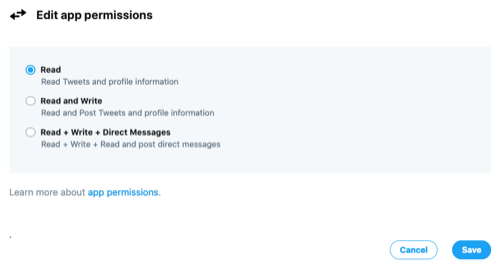 Edit app permissions
Read
Read Tweets and profile information
Read and Write
Read and Post Tweets and profile information
Read + Write + Direct Messages
Read + Write + Read and post direct messages
Learn more about app permissions.
.
Cancel Save